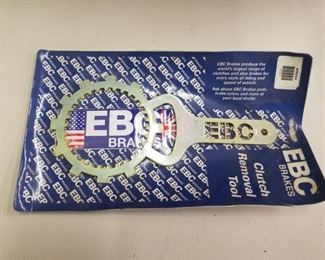 EBC Brakes produce the
world's largest range of
clutches and also brakes for
every style of riding and
speed of vehicle.
Ask about EBC Brakes pads,
brake rotors and discs at
your local dealer.
EBC
BRAKES
EBC
EBC
BRAKES
Clutch
Removal
Tool